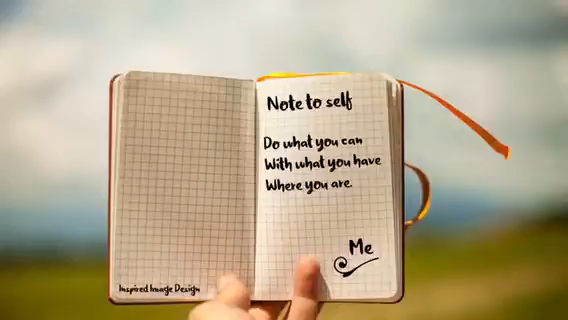 Inspired Image Design
Note to self
Do what you can
With what you have
Where you are.
Me